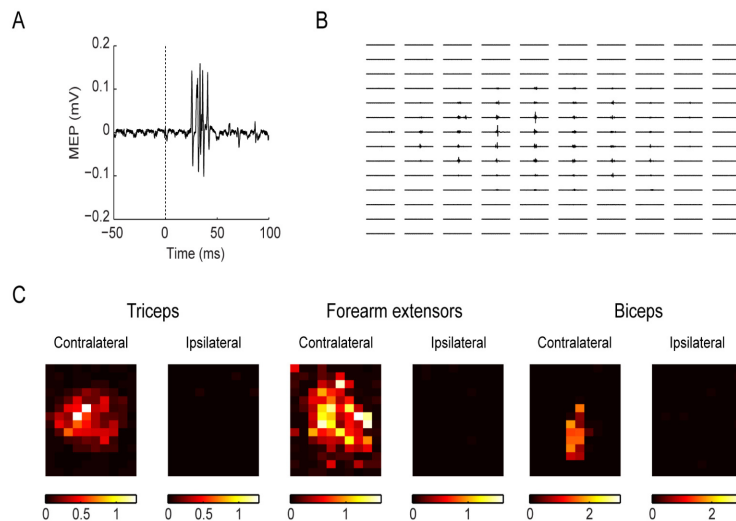 A
B
0.2
0.1
0
−0.1
−0.2
MEP (mV)
−50
0
50
100
Time (ms)
C
Triceps
Forearm extensors
Biceps
Contralateral
Ipsilateral
Contralateral
Ipsilateral
Contralateral
Ipsilateral
0 0.5 1
0 0.5 1
0 1
0 1
0 2
0 2